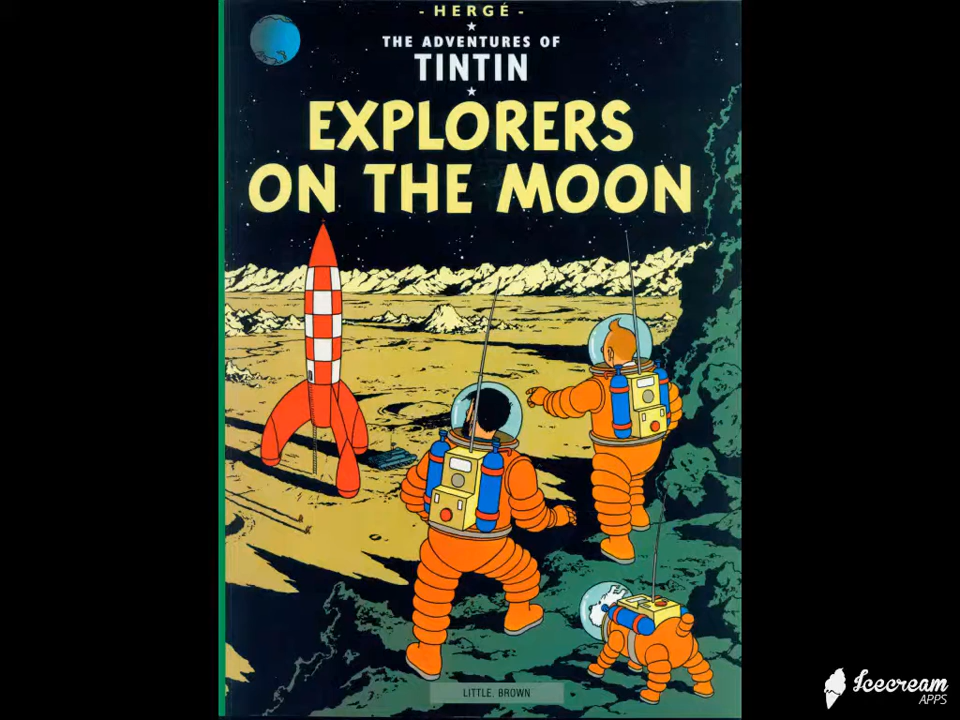 - HERGÉ -
THE ADVENTURES OF
TINTIN
EXPLORERS
ON THE MOON
LITTLE, BROWN
Icecream
APPS